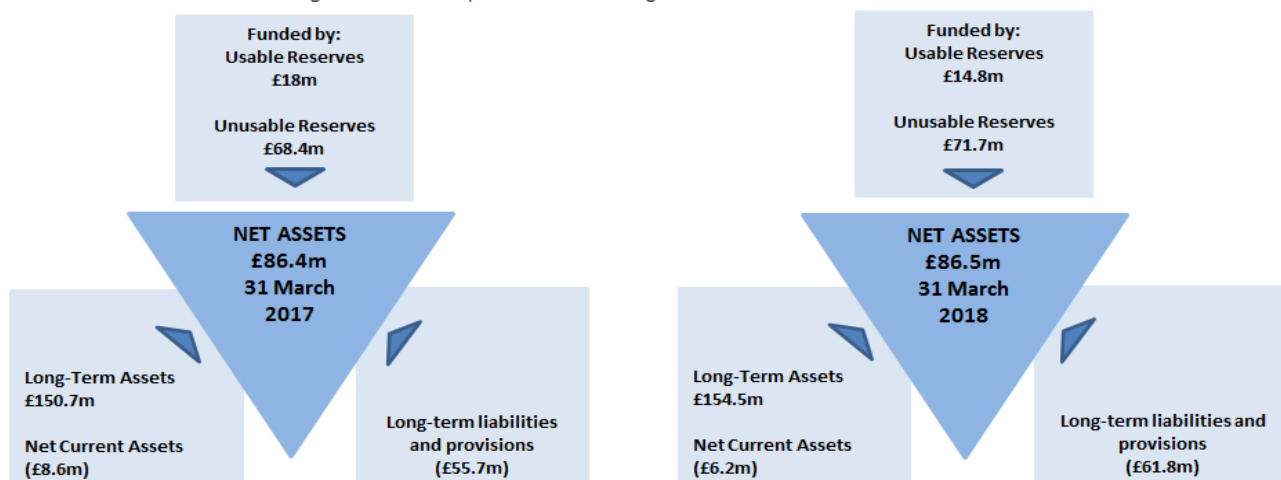 Funded by:
Usable Reserves
£18m
Unusable Reserves
£68.4m
NET ASSETS
£86.4m
31 March
2017
Long-Term Assets
£150.7m
Net Current Assets
(£8.6m)
Long-term liabilities
and provisions
(£55.7m)
Funded by:
Usable Reserves
£14.8m
Unusable Reserves
£71.7m
NET ASSETS
£86.5m
31 March
2018
Long-Term Assets
£154.5m
Net Current Assets
(£6.2m)
Long-term liabilities and
provisions
(£61.8m)